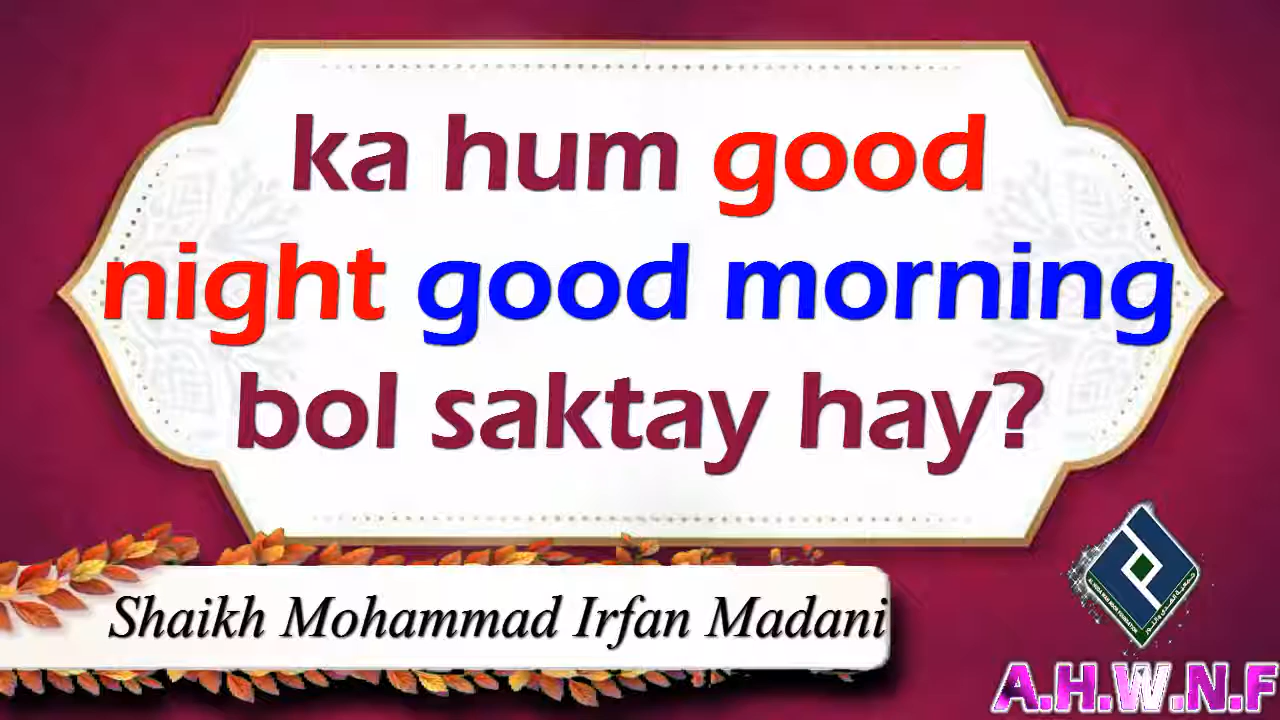 ka hum good
night good morning
bol saktay hay?
Shaikh Mohammad Irfan Madani
A.H.W.N.F